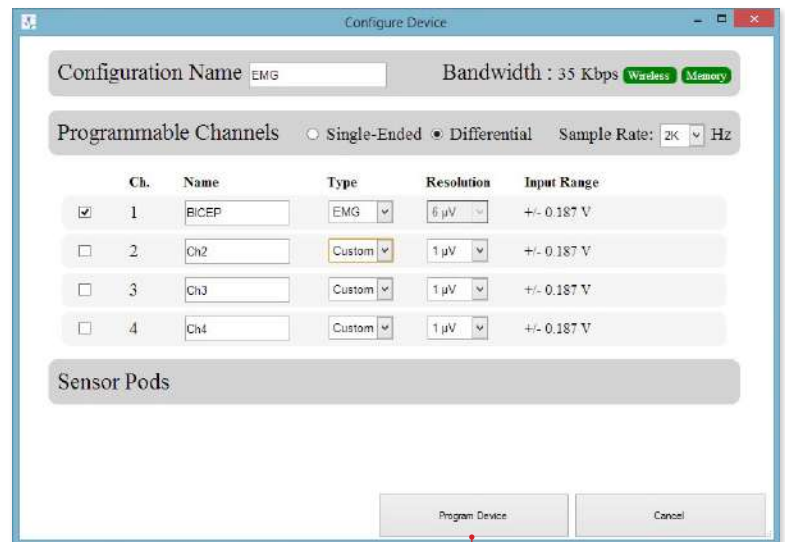 Configure Device
Configuration Name EMG Bandwidth : 35 Kbps Wireless Memory
Programmable Channels Single-Ended Differential Sample Rate: 2K Hz
Ch. Name Type Resolution Input Range
1 BICEP EMG 6 µV +/- 0.187 V
2 Ch2 Custom 1 µV +/- 0.187 V
3 Ch3 Custom 1 µV +/- 0.187 V
4 Ch4 Custom 1 µV +/- 0.187 V
Sensor Pods
Program Device Cancel